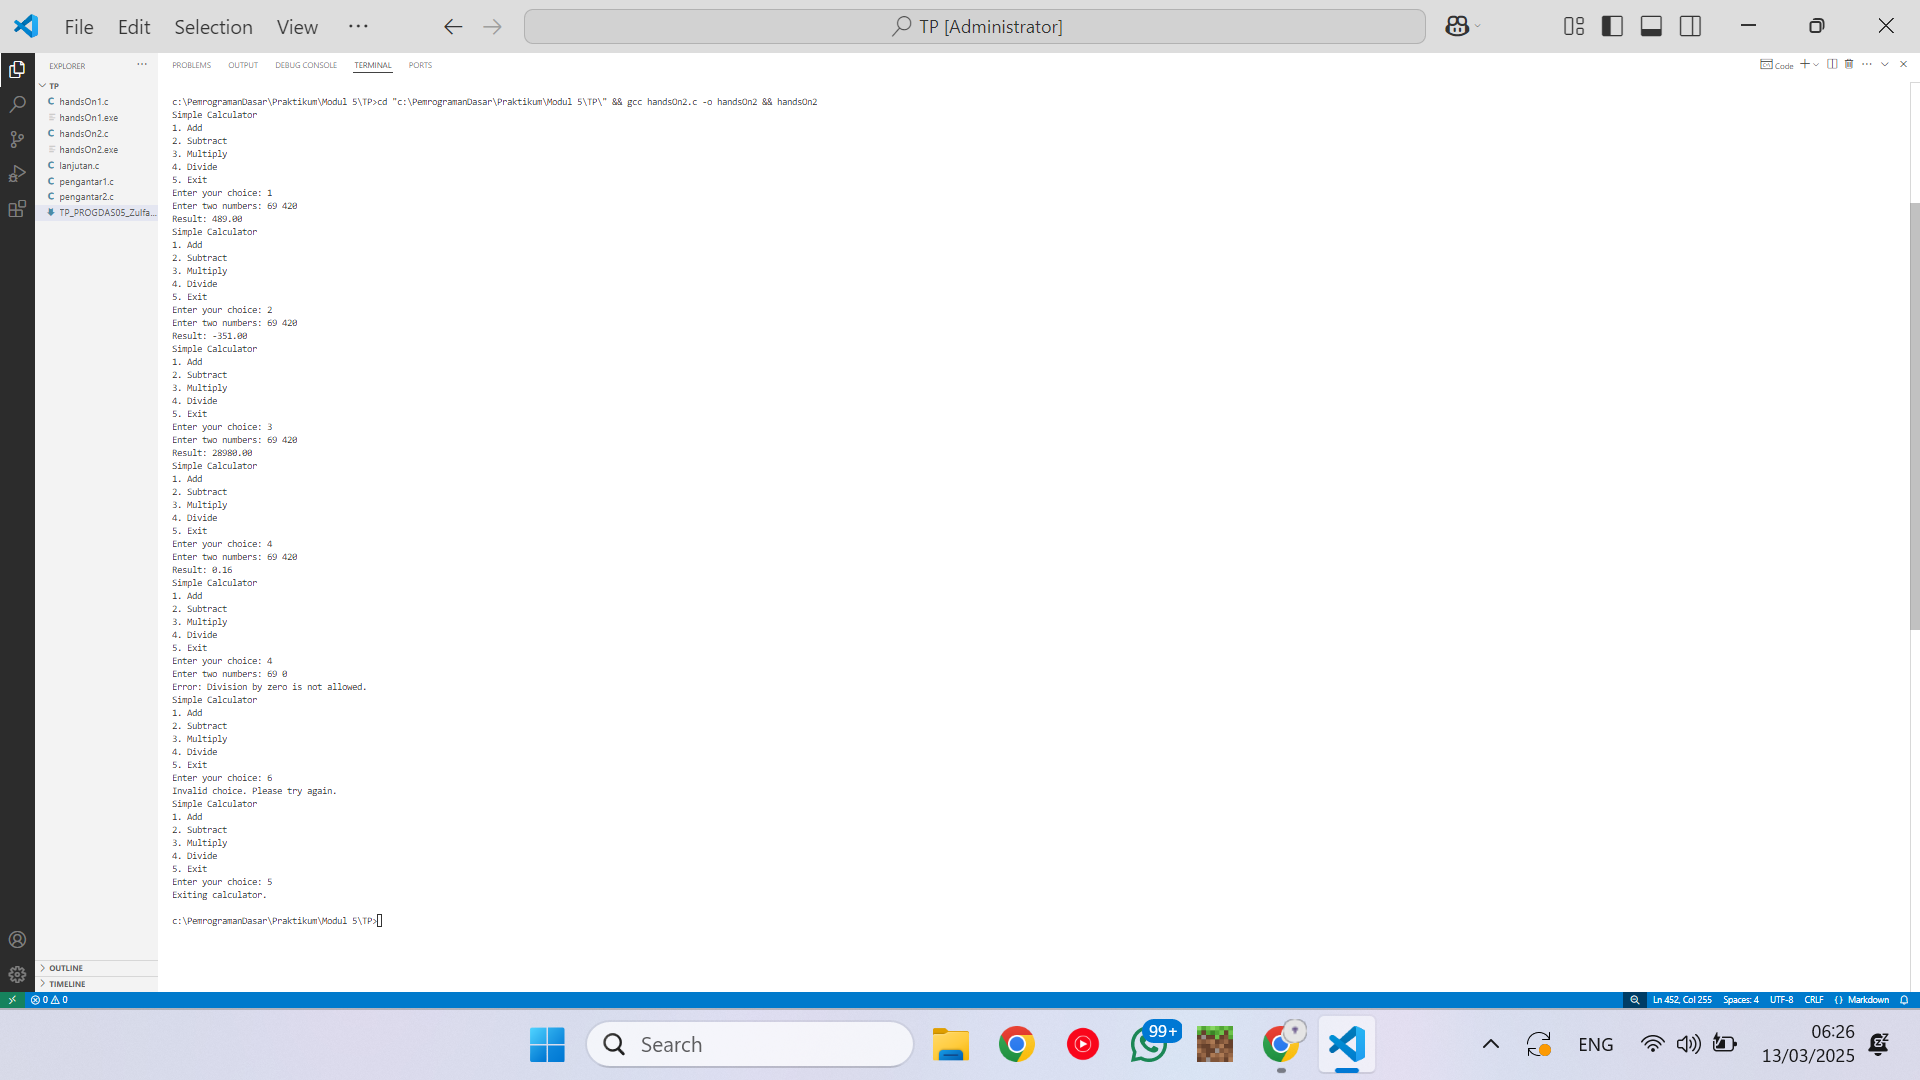 File Edit Selection View ···
TP [Administrator]
EXPLORER ···
TP
C handsOn1.c
handsOn1.exe
C handsOn2.c
handsOn2.exe
C lanjutan.c
C pengantar1.c
C pengantar2.c
TP_PROGDAS05_Zulfa...
OUTLINE
TIMELINE
PROBLEMS OUTPUT DEBUG CONSOLE TERMINAL PORTS
Code
c:\PemrogramanDasar\Praktikum\Modul 5\TP>cd "c:\PemrogramanDasar\Praktikum\Modul 5\TP\" && gcc handsOn2.c -o handsOn2 && handsOn2
Simple Calculator
1. Add
2. Subtract
3. Multiply
4. Divide
5. Exit
Enter your choice: 1
Enter two numbers: 69 420
Result: 489.00
Simple Calculator
1. Add
2. Subtract
3. Multiply
4. Divide
5. Exit
Enter your choice: 2
Enter two numbers: 69 420
Result: -351.00
Simple Calculator
1. Add
2. Subtract
3. Multiply
4. Divide
5. Exit
Enter your choice: 3
Enter two numbers: 69 420
Result: 28980.00
Simple Calculator
1. Add
2. Subtract
3. Multiply
4. Divide
5. Exit
Enter your choice: 4
Enter two numbers: 69 420
Result: 0.16
Simple Calculator
1. Add
2. Subtract
3. Multiply
4. Divide
5. Exit
Enter your choice: 4
Enter two numbers: 69 0
Error: Division by zero is not allowed.
Simple Calculator
1. Add
2. Subtract
3. Multiply
4. Divide
5. Exit
Enter your choice: 6
Invalid choice. Please try again.
Simple Calculator
1. Add
2. Subtract
3. Multiply
4. Divide
5. Exit
Enter your choice: 5
Exiting calculator.
c:\PemrogramanDasar\Praktikum\Modul 5\TP>
0 0
Ln 452, Col 255 Spaces: 4 UTF-8 CRLF {} Markdown
Search
99+
ENG
06:26
13/03/2025